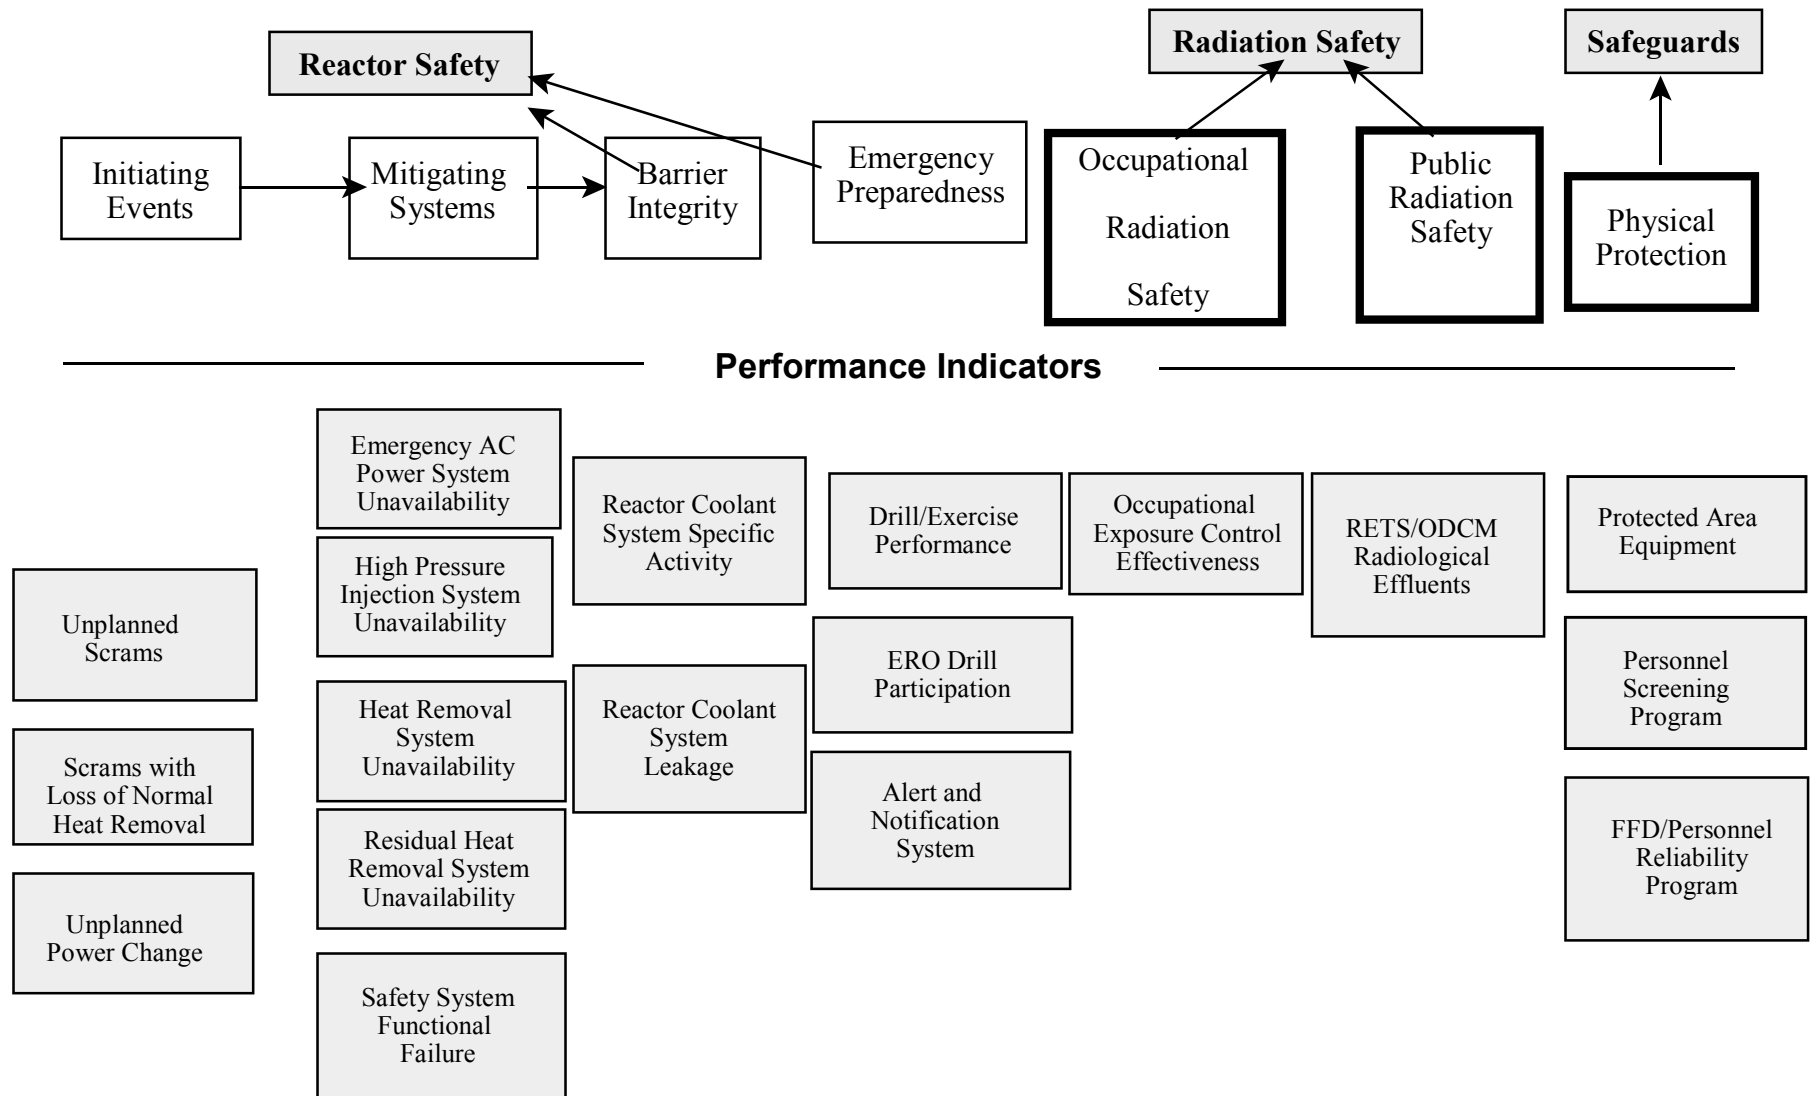 Reactor Safety
Radiation Safety
Safeguards
Initiating
Events
Mitigating
Systems
Barrier
Integrity
Emergency
Preparedness
Occupational
Radiation
Safety
Public
Radiation
Safety
Physical
Protection
Performance Indicators
Unplanned
Scrams
Scrams with
Loss of Normal
Heat Removal
Unplanned
Power Change
Emergency AC
Power System
Unavailability
High Pressure
Injection System
Unavailability
Heat Removal
System
Unavailability
Residual Heat
Removal System
Unavailability
Safety System
Functional
Failure
Reactor Coolant
System Specific
Activity
Reactor Coolant
System
Leakage
Drill/Exercise
Performance
ERO Drill
Participation
Alert and
Notification
System
Occupational
Exposure Control
Effectiveness
RETS/ODCM
Radiological
Effluents
Protected Area
Equipment
Personnel
Screening
Program
FFD/Personnel
Reliability
Program